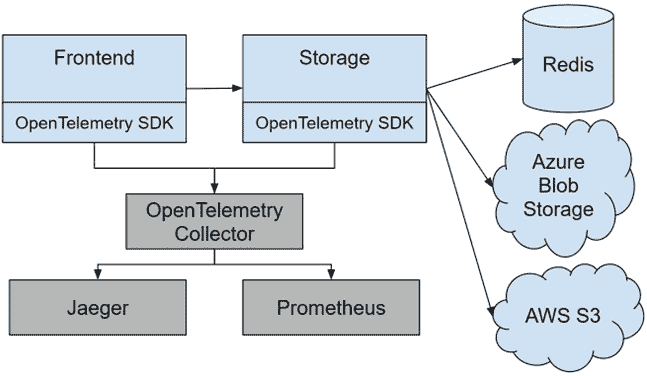 Frontend
OpenTelemetry SDK
Storage
OpenTelemetry SDK
Redis
Azure
Blob
Storage
AWS S3
OpenTelemetry
Collector
Jaeger
Prometheus